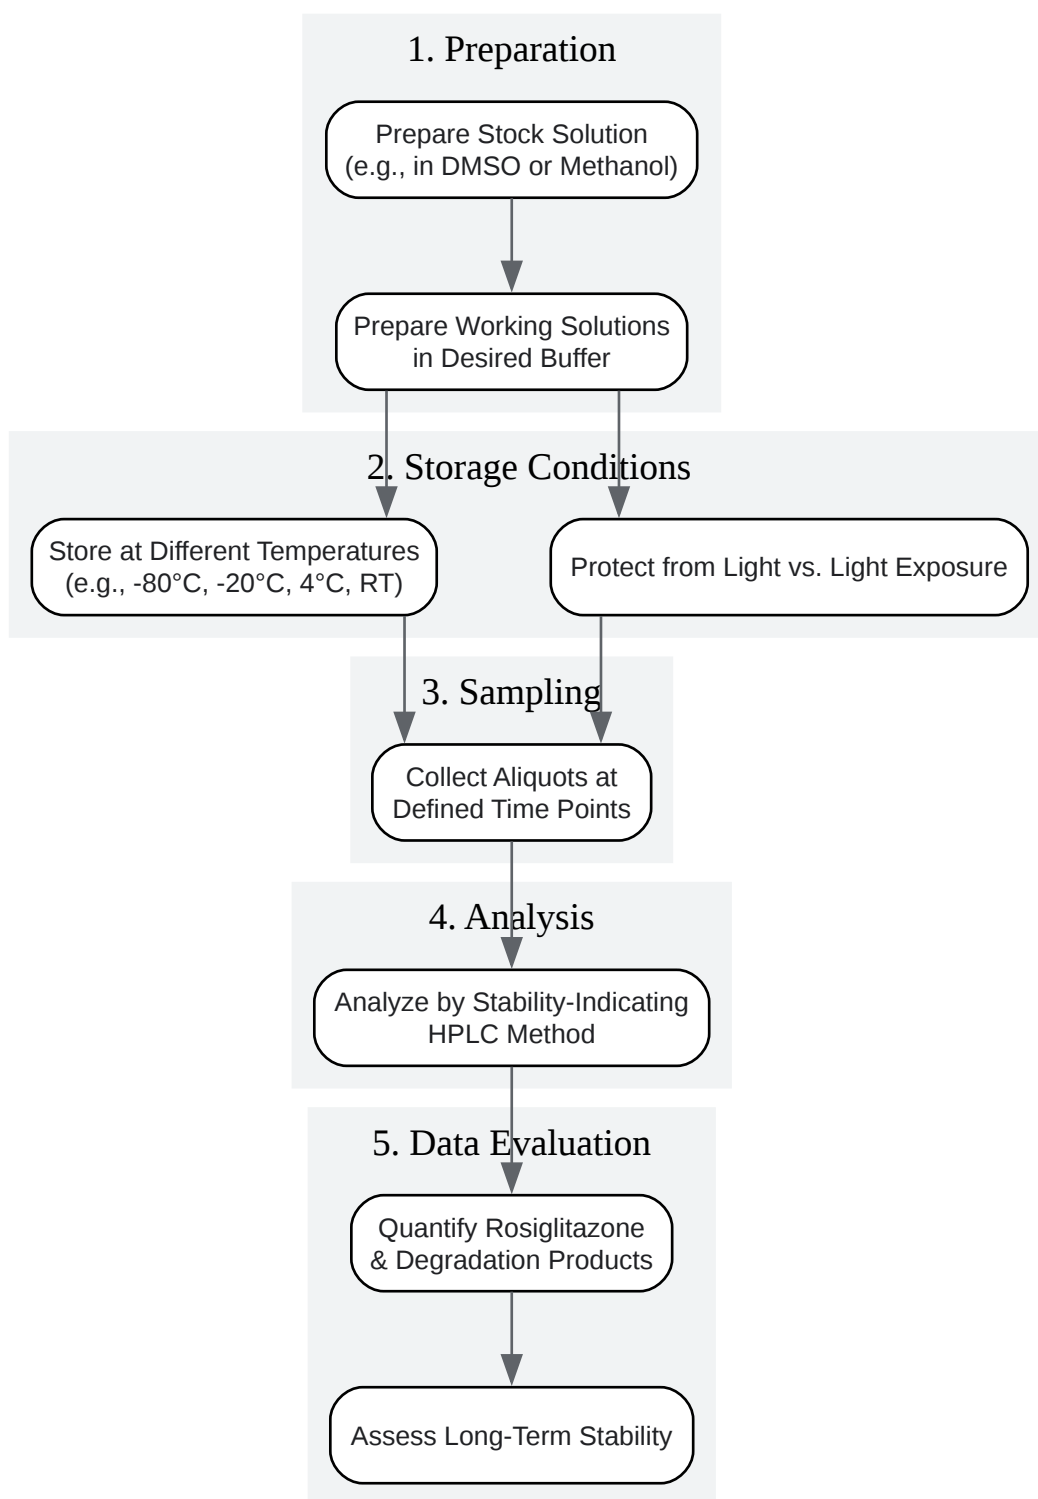 1. Preparation
Prepare Stock Solution
(e.g., in DMSO or Methanol)
Prepare Working Solutions
in Desired Buffer
2. Storage Conditions
Store at Different Temperatures
(e.g., -80°C, -20°C, 4°C, RT)
Protect from Light vs. Light Exposure
3. Sampling
Collect Aliquots at
Defined Time Points
4. Analysis
Analyze by Stability-Indicating
HPLC Method
5. Data Evaluation
Quantify Rosiglitazone
& Degradation Products
Assess Long-Term Stability